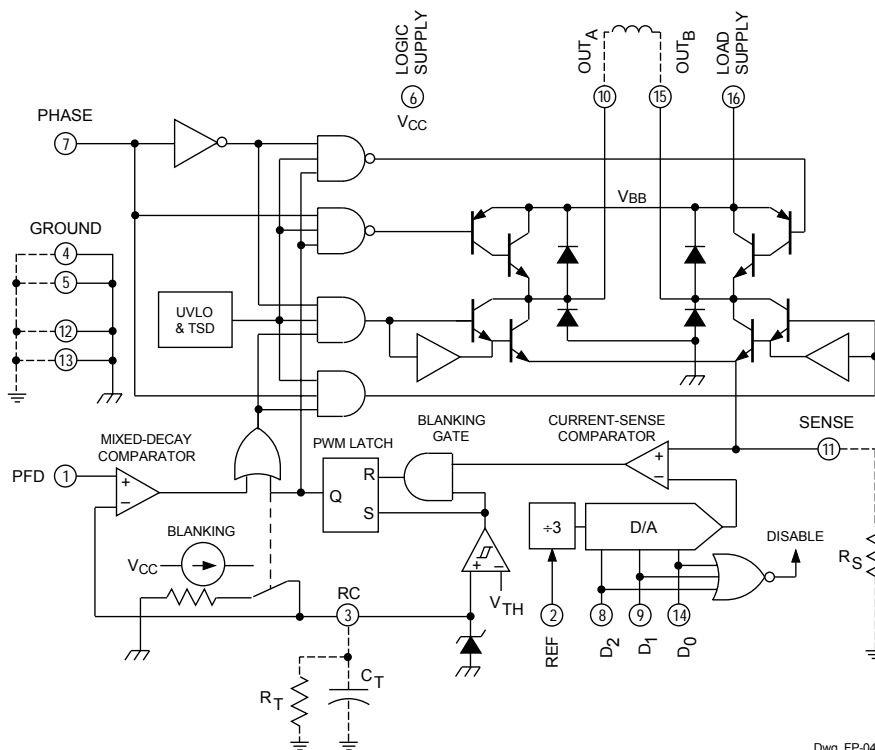 LOGIC
SUPPLY
6
VCC
OUTA
10
OUTB
15
LOAD
SUPPLY
16
PHASE
7
VBB
GROUND
4
5
12
13
UVLO
& TSD
MIXED-DECAY
COMPARATOR
PFD 1
+
−
BLANKING
VCC
PWM LATCH
R
Q
S
BLANKING
GATE
CURRENT-SENSE
COMPARATOR
+
−
SENSE
11
RS
÷3
D/A
DISABLE
+ −
VTH
RC
3
RT
CT
2
REF
8
D2
9
D1
14
D0
Dwg. EP-04